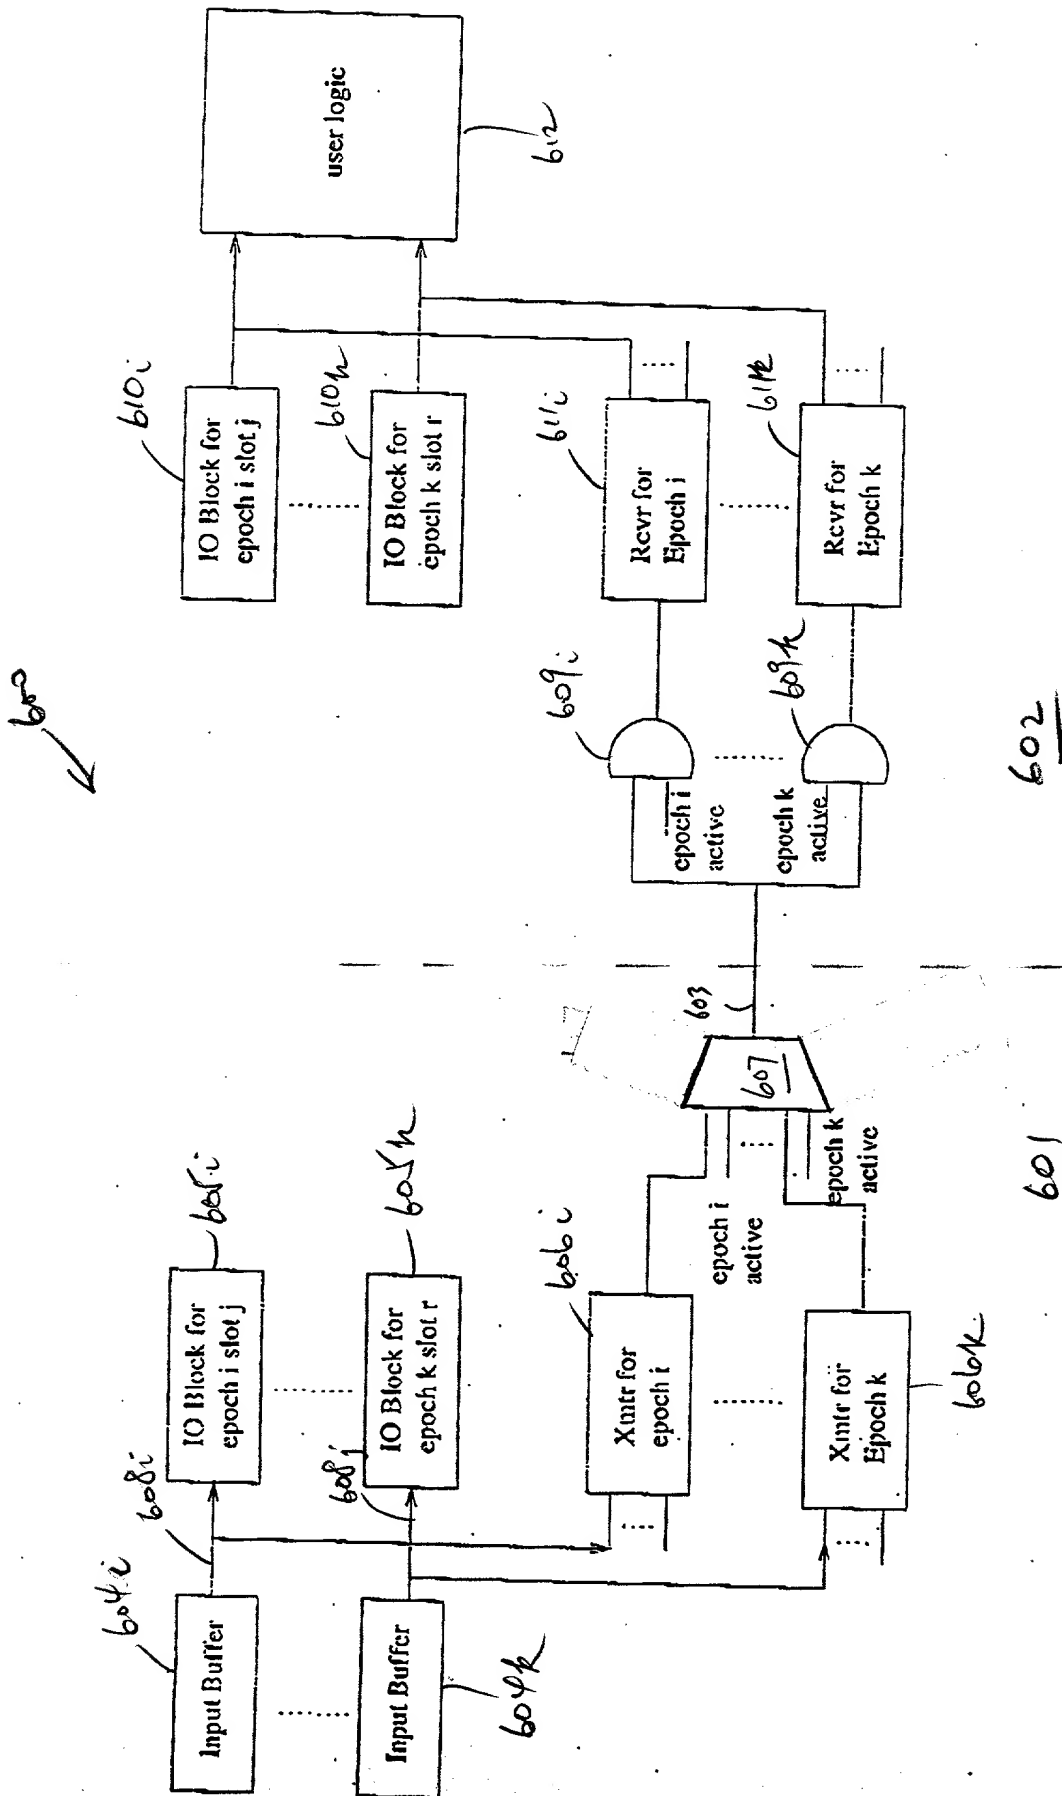 600
604i
Input Buffer
608i
605i
IO Block for
epoch i slot j
604k
Input Buffer
608j
605k
IO Block for
epoch k slot r
606i
Xmtr for
epoch i
606k
Xmtr for
Epoch k
epoch i
active
epoch k
active
607
603
601
610i
IO Block for
epoch i slot j
610k
IO Block for
epoch k slot r
user logic
612
epoch i
active
609i
611i
Rcvr for
Epoch i
epoch k
active
609k
611k
Rcvr for
Epoch k
602